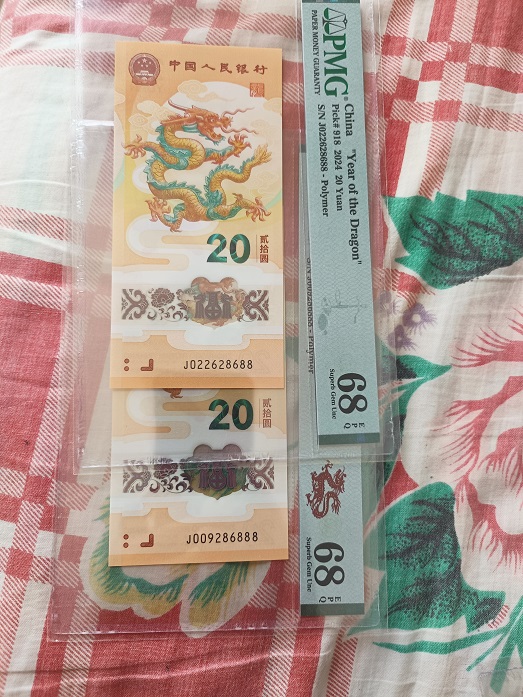 中国人民银行
20
贰拾圆
J022628688
PMG
PAPER MONEY GUARANTY
China "Year of the Dragon"
Pick# 918 2024 20 Yuan
S/N J022628688 - Polymer
68
EPQ
Superb Gem Unc
20
贰拾圆
J009286888
68
EPQ
Superb Gem Unc